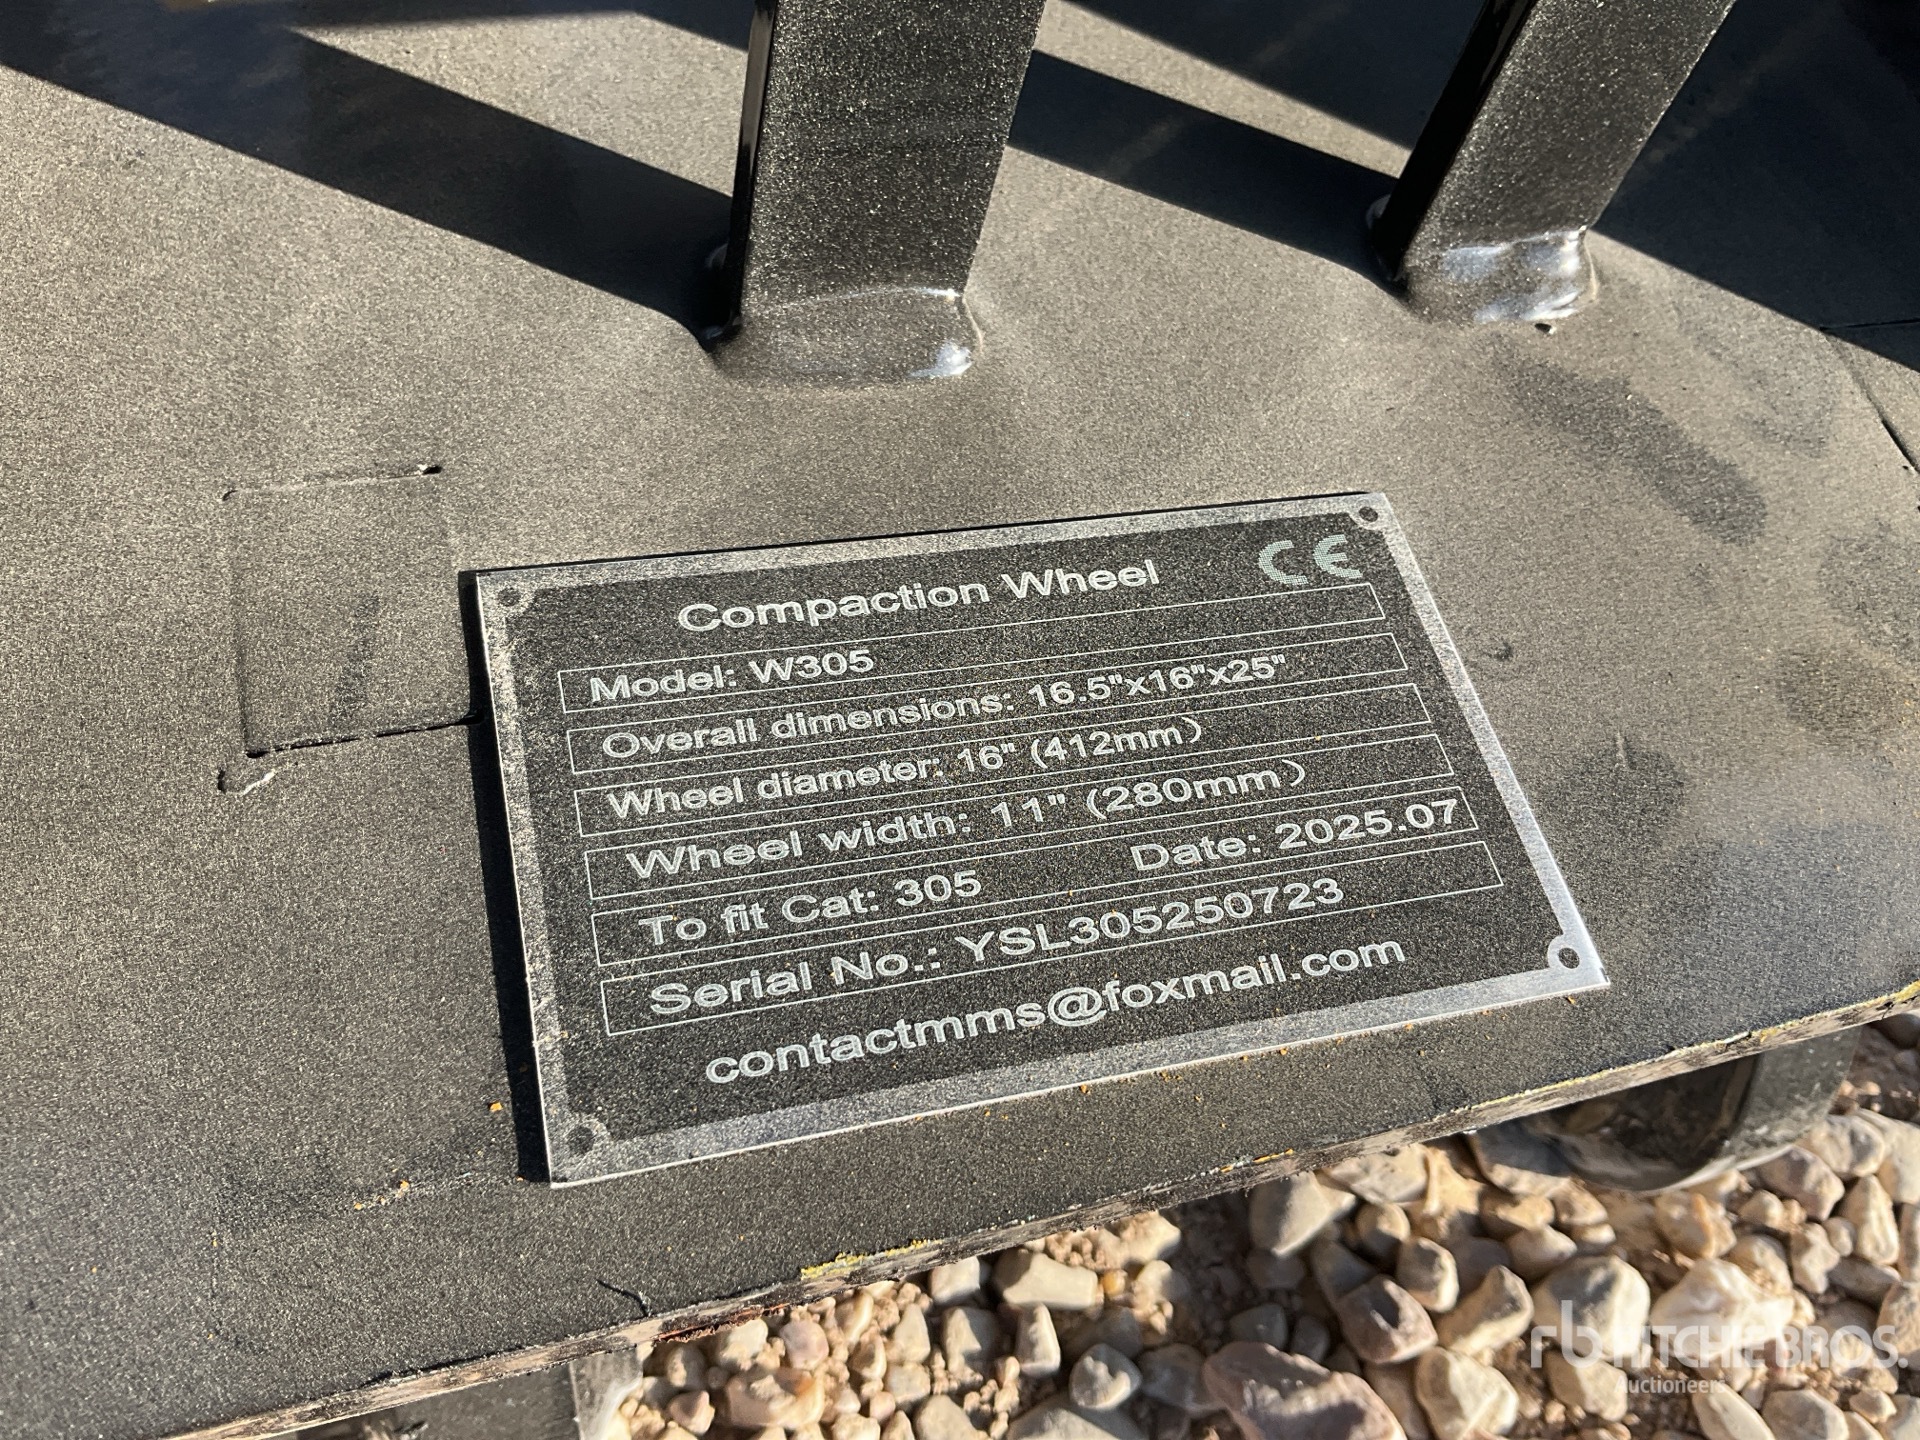 Compaction Wheel CE
Model: W305
Overall dimensions: 16.5"x16"x25"
Wheel diameter: 16" (412mm)
Wheel width: 11" (280mm)
To fit Cat: 305 Date: 2025.07
Serial No.: YSL305250723
contactmms@foxmail.com
rb RITCHIE BROS.
Auctioneers